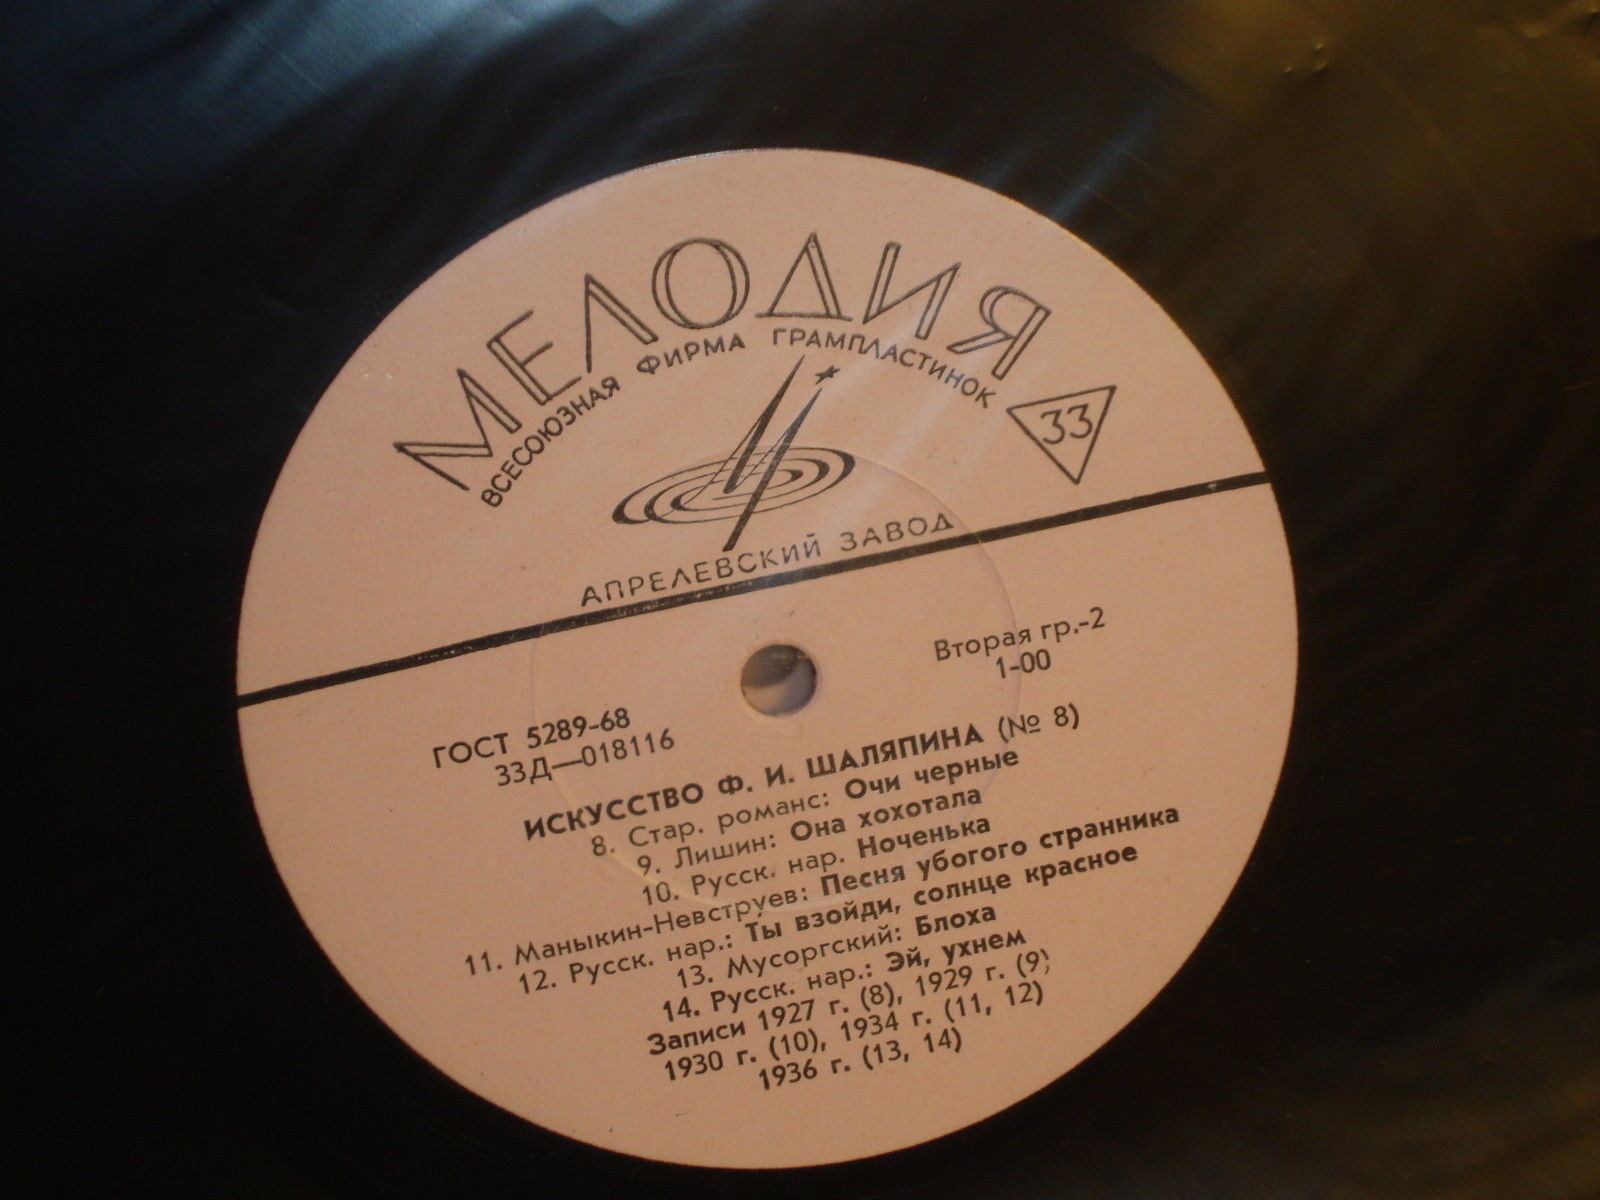 МЕЛОДИЯ
ВСЕСОЮЗНАЯ ФИРМА ГРАМПЛАСТИНОК
33
АПРЕЛЕВСКИЙ ЗАВОД
Вторая гр.-2
1-00
ГОСТ 5289-68
33Д—018116
ИСКУССТВО Ф. И. ШАЛЯПИНА (№ 8)
8. Стар. романс: Очи черные
9. Лишин: Она хохотала
10. Русск. нар. Ноченька
11. Маныкин-Невструев: Песня убогого странника
12. Русск. нар.: Ты взойди, солнце красное
13. Мусоргский: Блоха
14. Русск. нар.: Эй, ухнем
Записи 1927 г. (8), 1929 г. (9)
1930 г. (10), 1934 г. (11, 12)
1936 г. (13, 14)